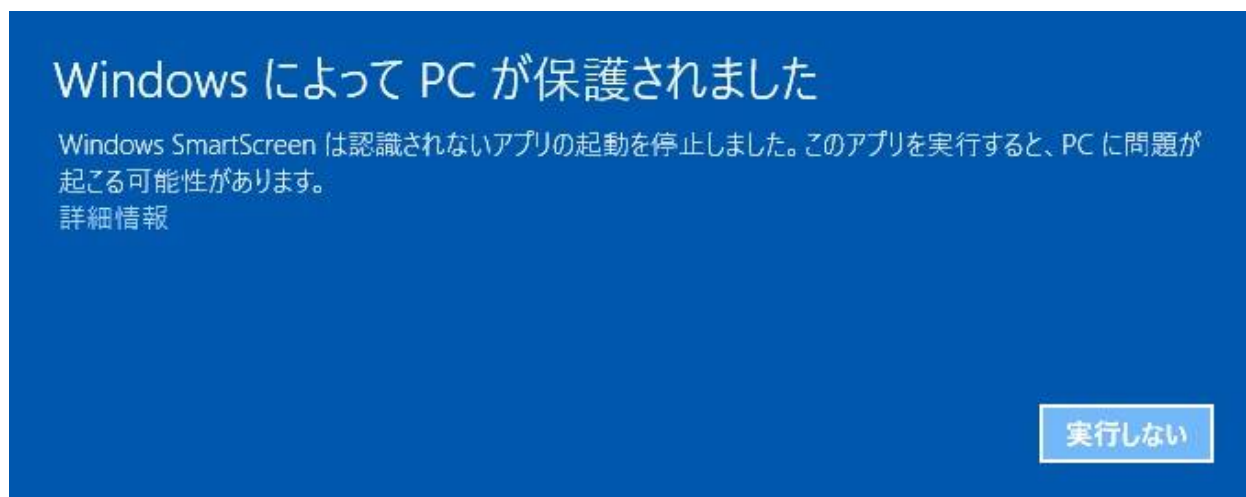 Windows によって PC が保護されました
Windows SmartScreen は認識されないアプリの起動を停止しました。このアプリを実行すると、PC に問題が
起こる可能性があります。
詳細情報
実行しない